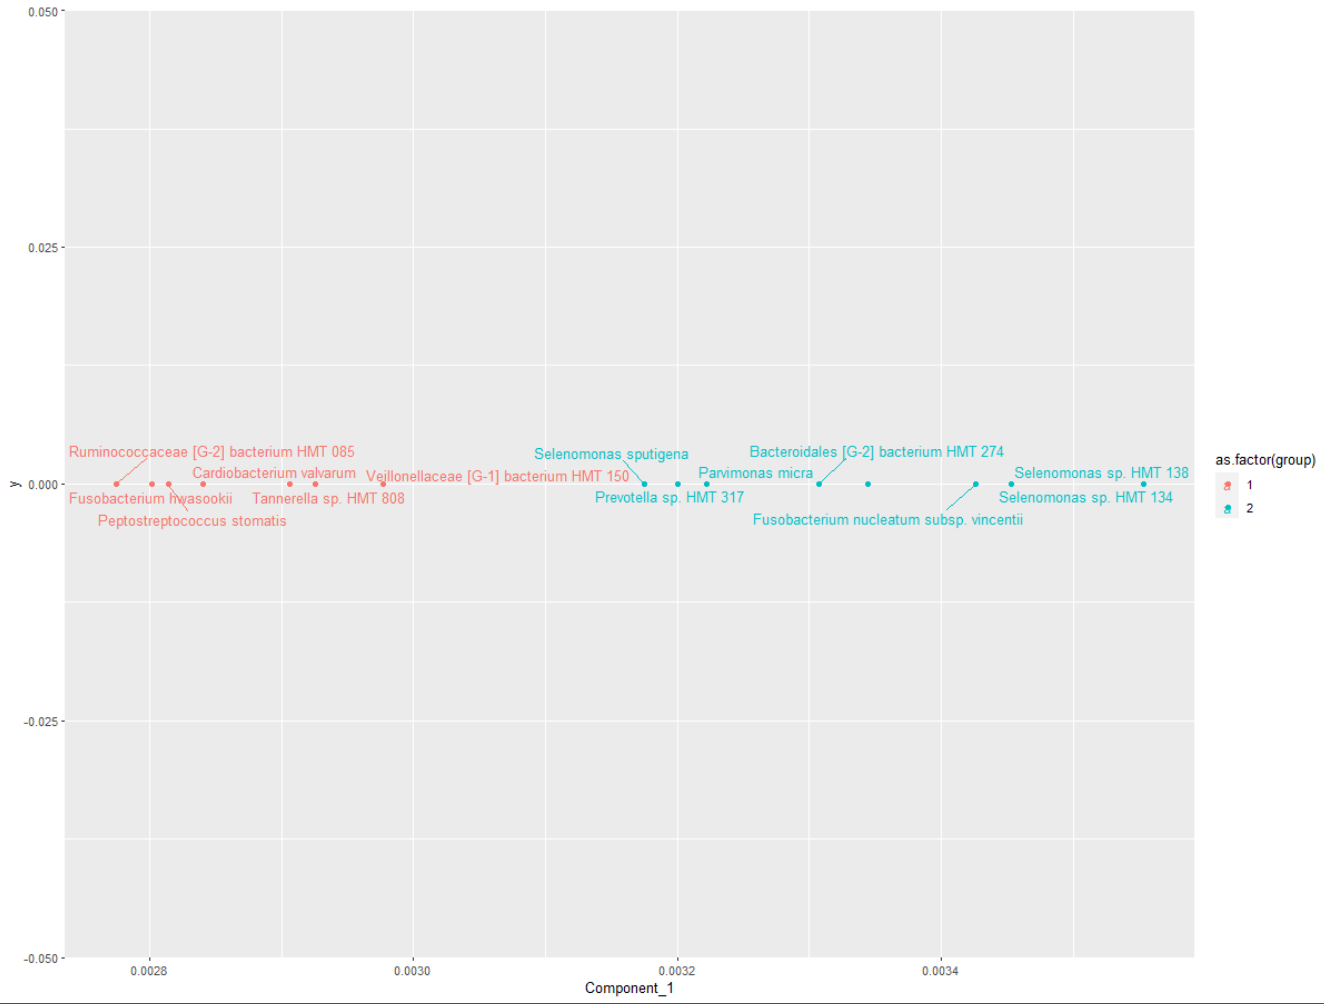 0.050
0.025
0.000
-0.025
-0.050
y
Ruminococcaceae [G-2] bacterium HMT 085
Cardiobacterium valvarum
Veillonellaceae [G-1] bacterium HMT 150
Fusobacterium hwasookii
Tannerella sp. HMT 808
Peptostreptococcus stomatis
Selenomonas sputigena
Bacteroidales [G-2] bacterium HMT 274
Parvimonas micra
Selenomonas sp. HMT 138
Prevotella sp. HMT 317
Selenomonas sp. HMT 134
Fusobacterium nucleatum subsp. vincentii
as.factor(group)
a 1
a 2
0.0028
0.0030
0.0032
0.0034
Component_1